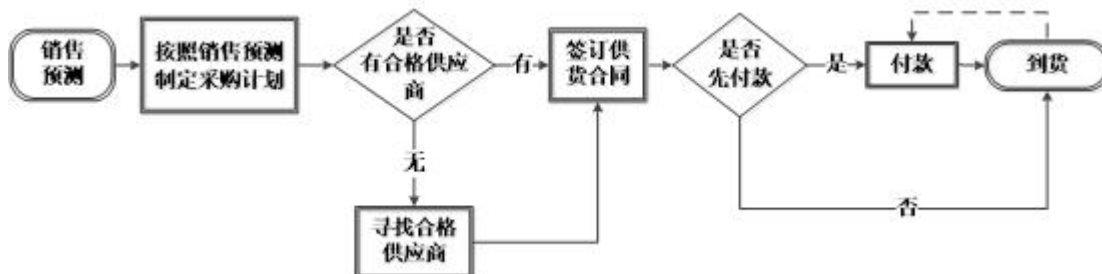 销售
预测
按照销售预测
制定采购计划
是否
有合格供应
商
有
签订供
货合同
是否
先付款
是
付款
到货
无
否
寻找合格
供应商